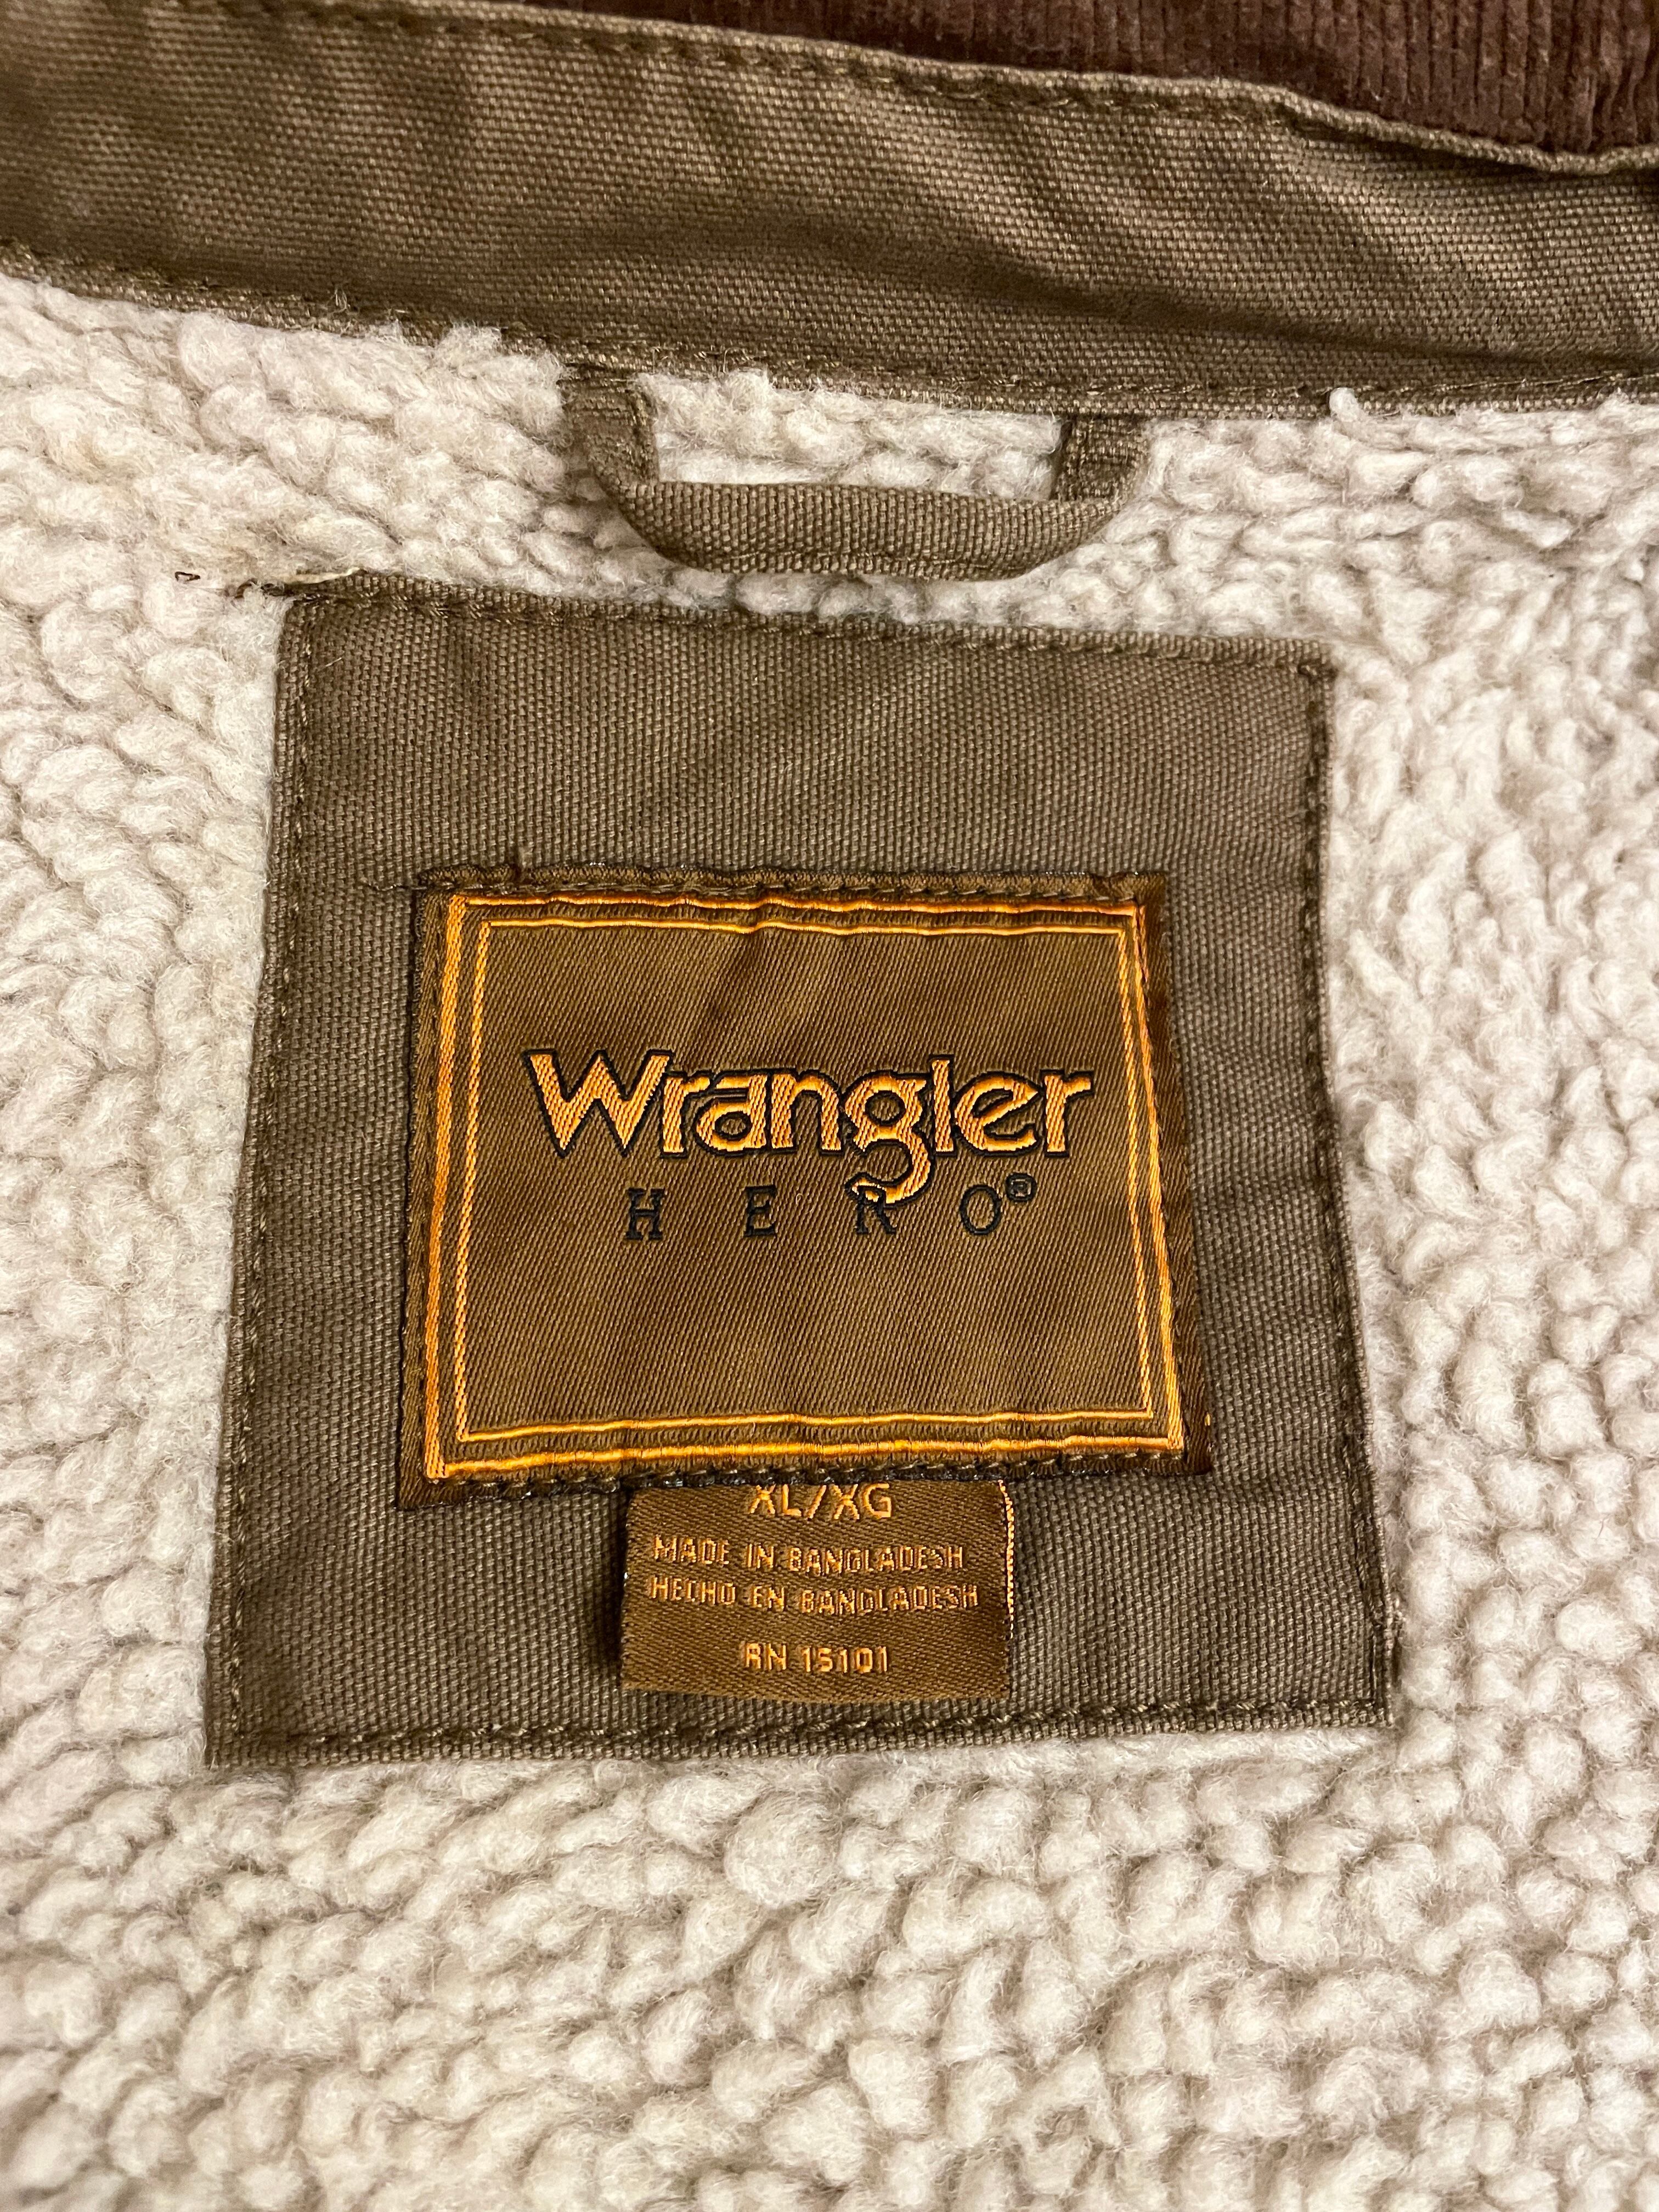 Wrangler
HERO®
XL/XG
MADE IN BANGLADESH
HECHO EN BANGLADESH
RN 15101